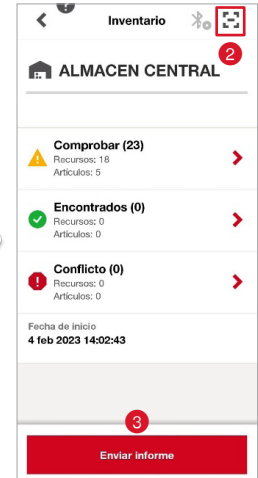 Inventario
2
ALMACEN CENTRAL
Comprobar (23)
Recursos: 18
Artículos: 5
Encontrados (0)
Recursos: 0
Artículos: 0
Conflicto (0)
Recursos: 0
Artículos: 0
Fecha de inicio
4 feb 2023 14:02:43
3
Enviar informe